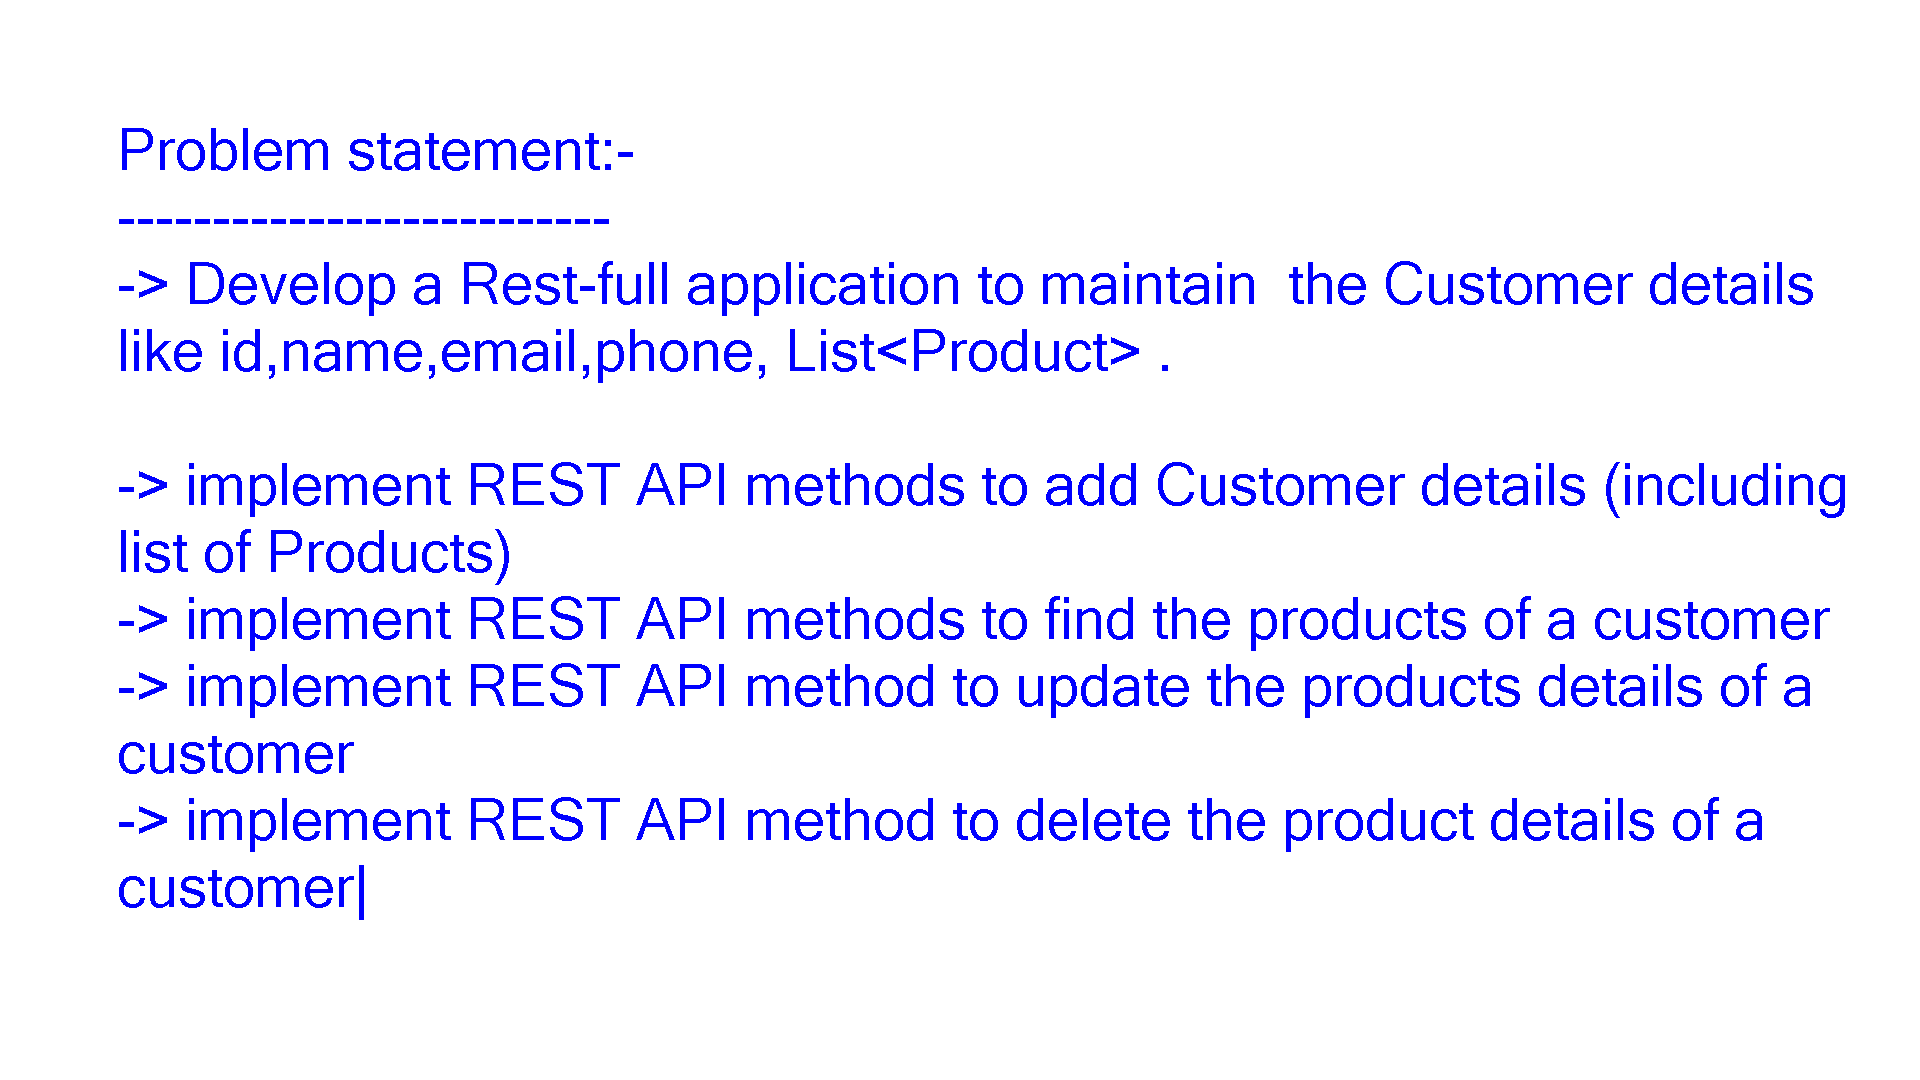 Problem statement:-
--------------------------
-> Develop a Rest-full application to maintain  the Customer details
like id,name,email,phone, List<Product> .
-> implement REST API methods to add Customer details (including
list of Products)
-> implement REST API methods to find the products of a customer
-> implement REST API method to update the products details of a
customer
-> implement REST API method to delete the product details of a
customer|